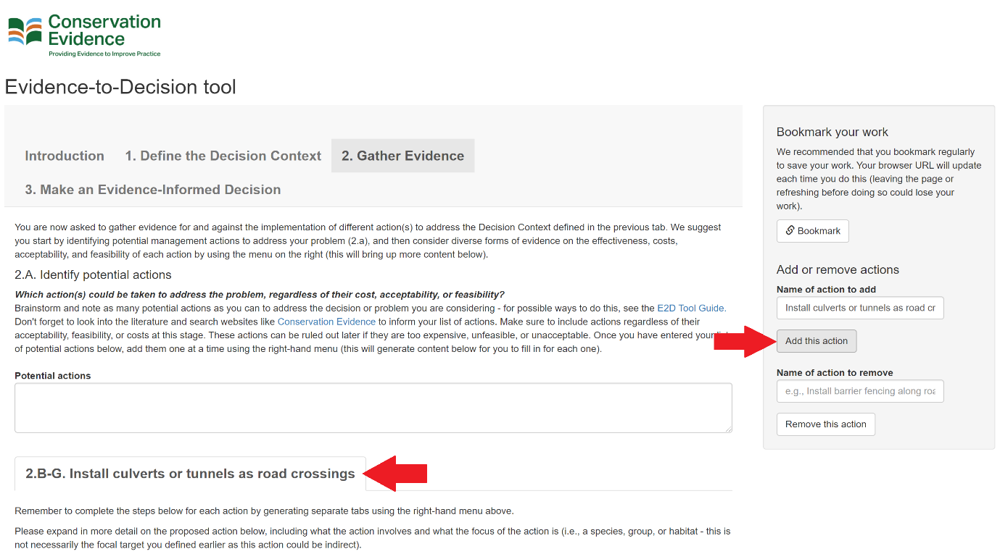 Conservation
Evidence
Providing Evidence to Improve Practice
Evidence-to-Decision tool
Introduction
1. Define the Decision Context
2. Gather Evidence
3. Make an Evidence-Informed Decision
You are now asked to gather evidence for and against the implementation of different action(s) to address the Decision Context defined in the previous tab. We suggest
you start by identifying potential management actions to address your problem (2.a), and then consider diverse forms of evidence on the effectiveness, costs,
acceptability, and feasibility of each action by using the menu on the right (this will bring up more content below).
2.A. Identify potential actions
Which action(s) could be taken to address the problem, regardless of their cost, acceptability, or feasibility?
Brainstorm and note as many potential actions as you can to address the decision or problem you are considering - for possible ways to do this, see the E2D Tool Guide.
Don't forget to look into the literature and search websites like Conservation Evidence to inform your list of actions. Make sure to include actions regardless of their
acceptability, feasibility, or costs at this stage. These actions can be ruled out later if they are too expensive, unfeasible, or unacceptable. Once you have entered your
of potential actions below, add them one at a time using the right-hand menu (this will generate content below for you to fill in for each one).
Potential actions
2.B-G. Install culverts or tunnels as road crossings
Remember to complete the steps below for each action by generating separate tabs using the right-hand menu above.
Please expand in more detail on the proposed action below, including what the action involves and what the focus of the action is (i.e., a species, group, or habitat - this is
not necessarily the focal target you defined earlier as this action could be indirect).
Bookmark your work
We recommended that you bookmark regularly
to save your work. Your browser URL will update
each time you do this (leaving the page or
refreshing before doing so could lose your
work).
Bookmark
Add or remove actions
Name of action to add
Install culverts or tunnels as road cr
Add this action
Name of action to remove
e.g., Install barrier fencing along roa
Remove this action